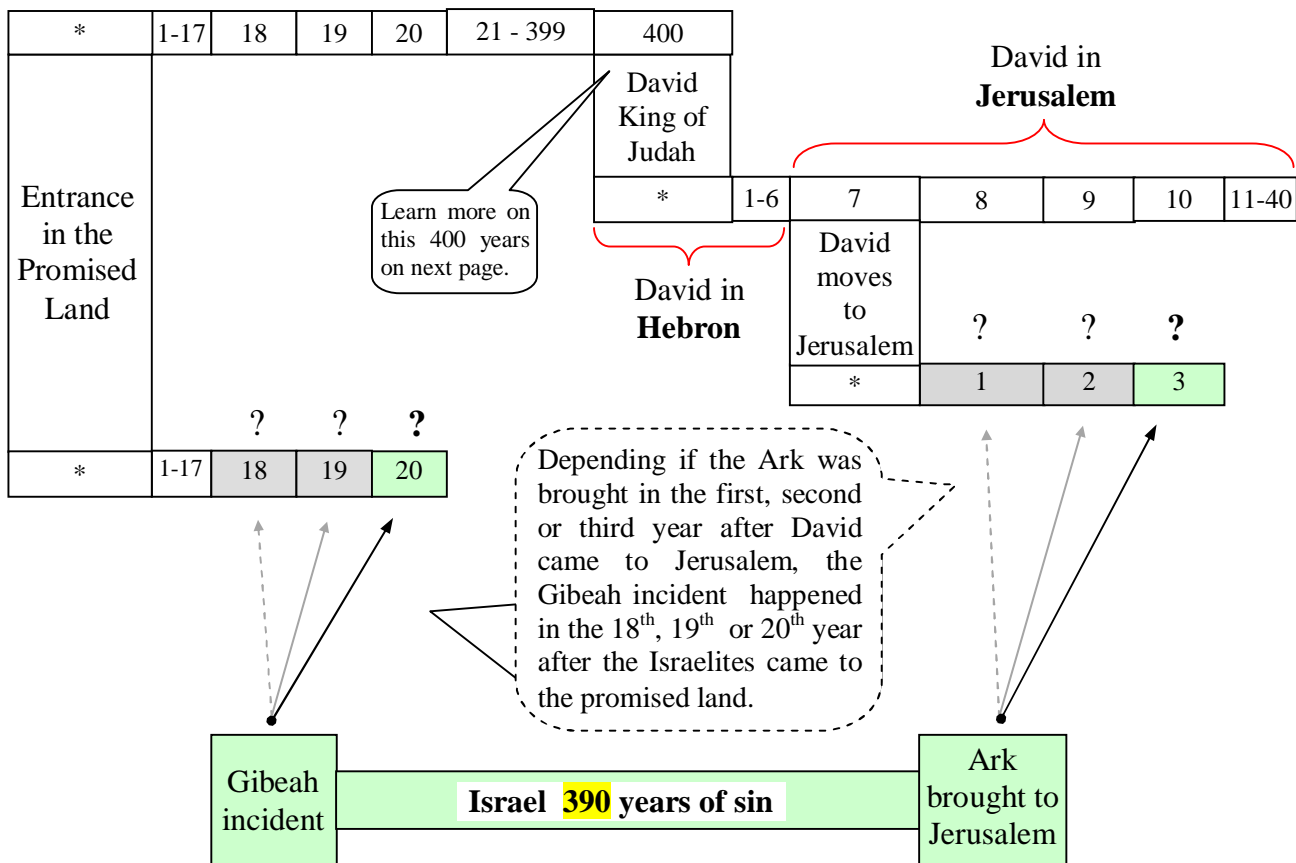 * 1-17 18 19 20 21 - 399 400
David in
Jerusalem
David
King of
Judah
Entrance
in the
Promised
Land
Learn more on
this 400 years
on next page.
* 1-6 7 8 9 10 11-40
David in
Hebron
David
moves
to
Jerusalem
? ? ?
* 1 2 3
? ? ?
* 1-17 18 19 20
Depending if the Ark was
brought in the first, second
or third year after David
came to Jerusalem, the
Gibeah incident happened
in the 18th, 19th or 20th year
after the Israelites came to
the promised land.
Gibeah
incident
Israel 390 years of sin
Ark
brought to
Jerusalem